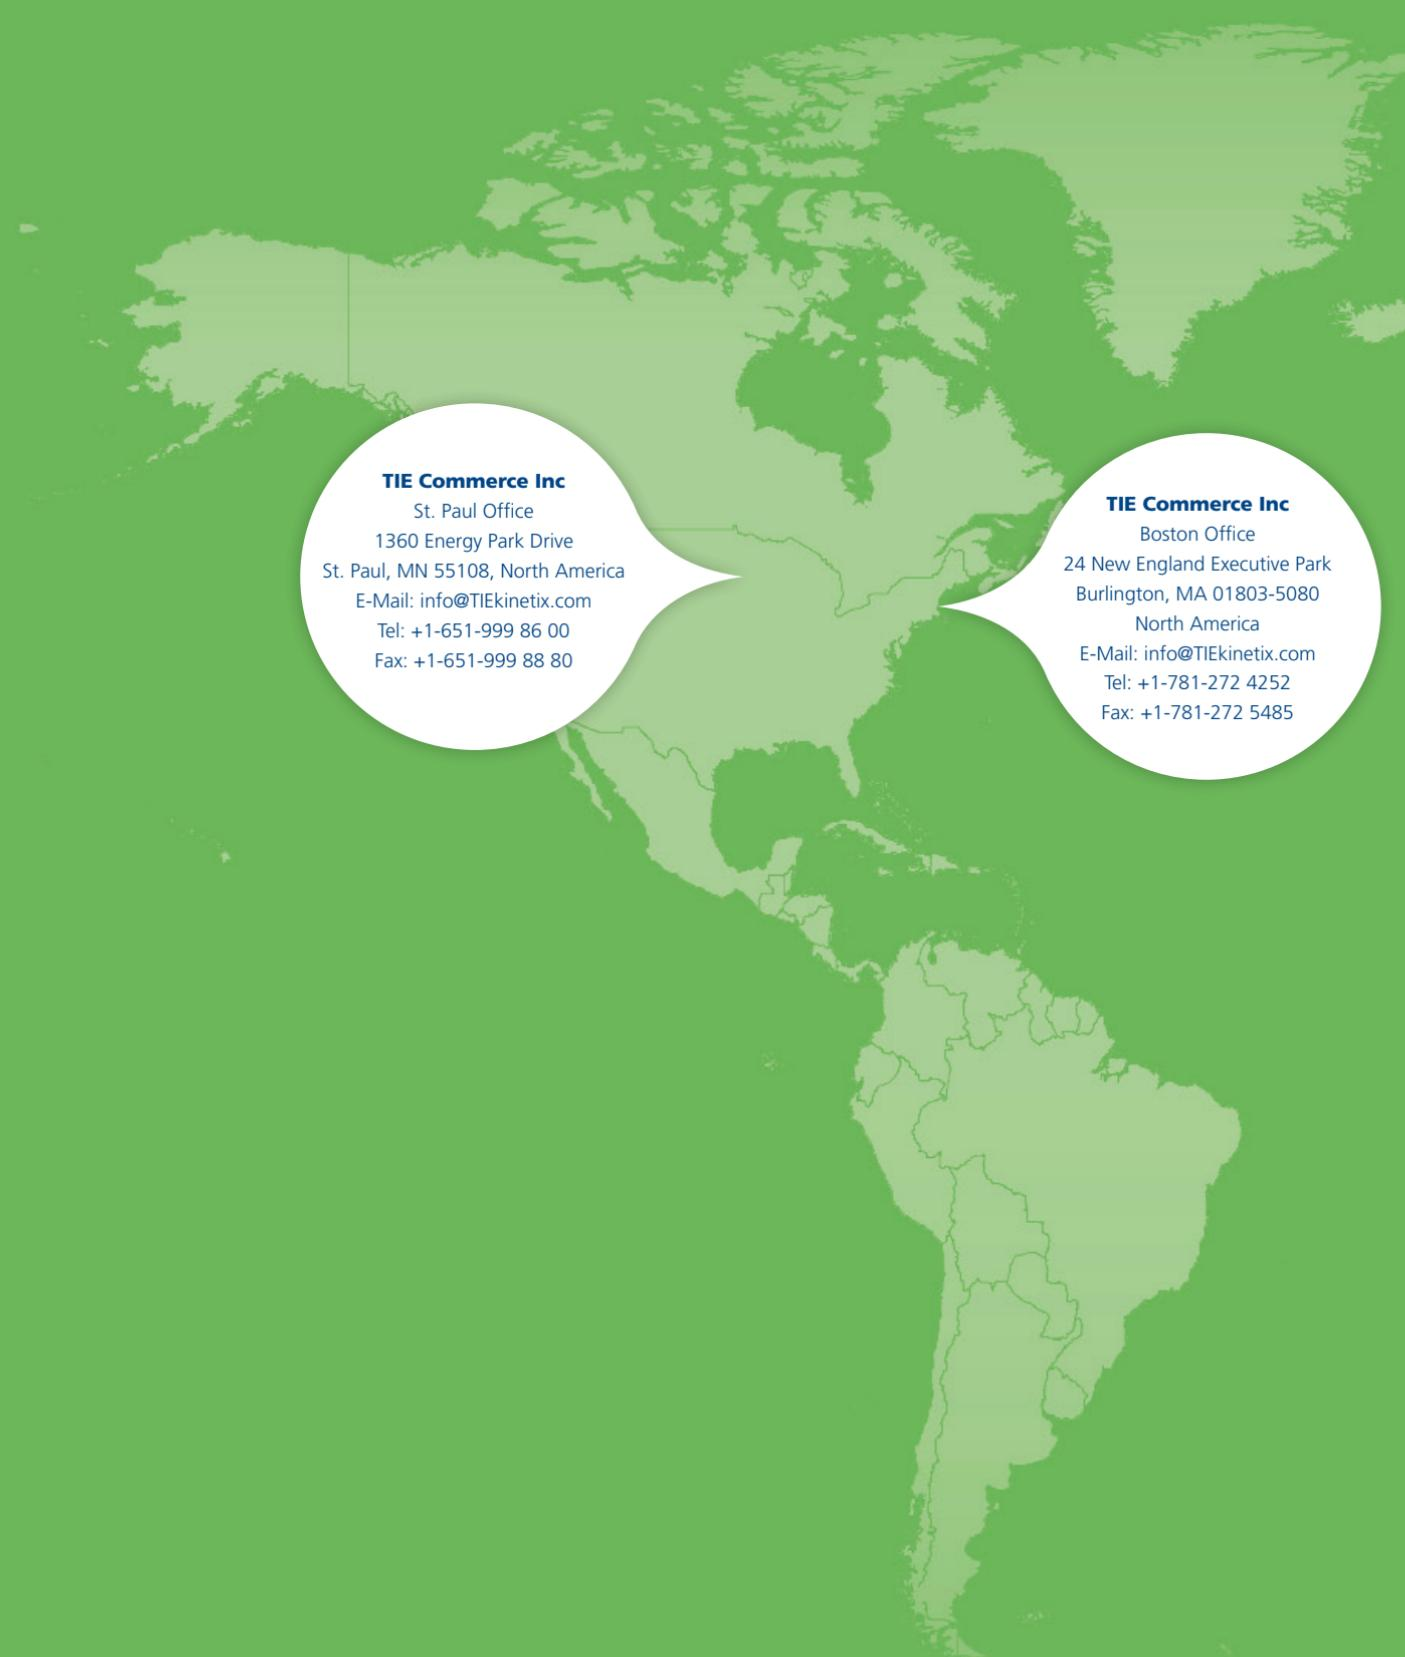 TIE Commerce Inc
St. Paul Office
1360 Energy Park Drive
St. Paul, MN 55108, North America
E-Mail: info@TIEkinetix.com
Tel: +1-651-999 86 00
Fax: +1-651-999 88 80
TIE Commerce Inc
Boston Office
24 New England Executive Park
Burlington, MA 01803-5080
North America
E-Mail: info@TIEkinetix.com
Tel: +1-781-272 4252
Fax: +1-781-272 5485